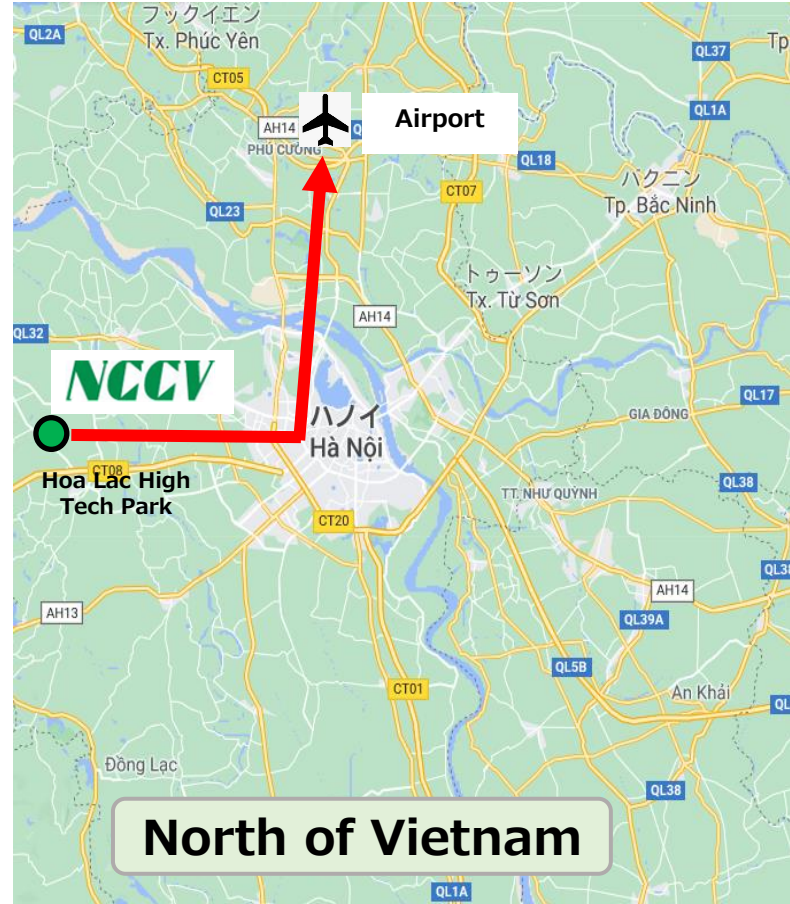 フックイエン
Tx. Phúc Yên
QL2A
QL37
Tp
CT05
QL1A
AH14
Airport
Q
PHÚ CƯỜNG
QL18
バクニン
Tp. Bắc Ninh
CT07
QL23
トゥーソン
Tx. Từ Sơn
AH14
QL32
NCCV
QL17
ハノイ
Hà Nội
GIA ĐÔNG
CT08
Hoa Lac High
Tech Park
QL38
TT. NHƯ QUỲNH
CT20
QL38
AH14
AH13
QL39A
QL5B
CT01
An Khải
QL
Đồng Lạc
QL38
North of Vietnam
QL1A